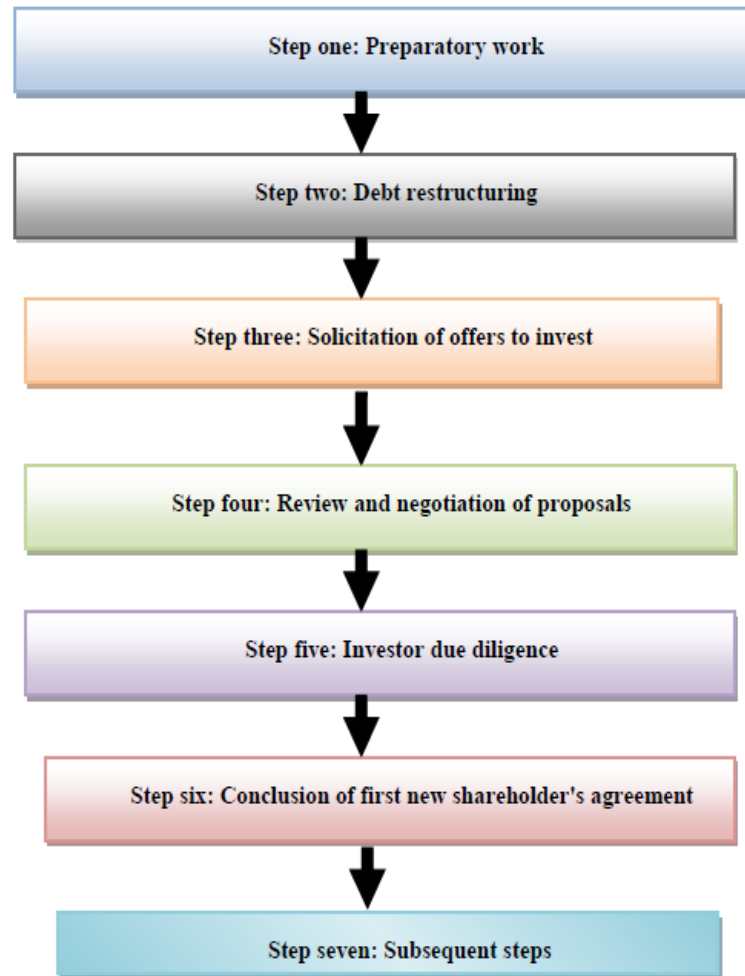 Step one: Preparatory work
Step two: Debt restructuring
Step three: Solicitation of offers to invest
Step four: Review and negotiation of proposals
Step five: Investor due diligence
Step six: Conclusion of first new shareholder's agreement
Step seven: Subsequent steps